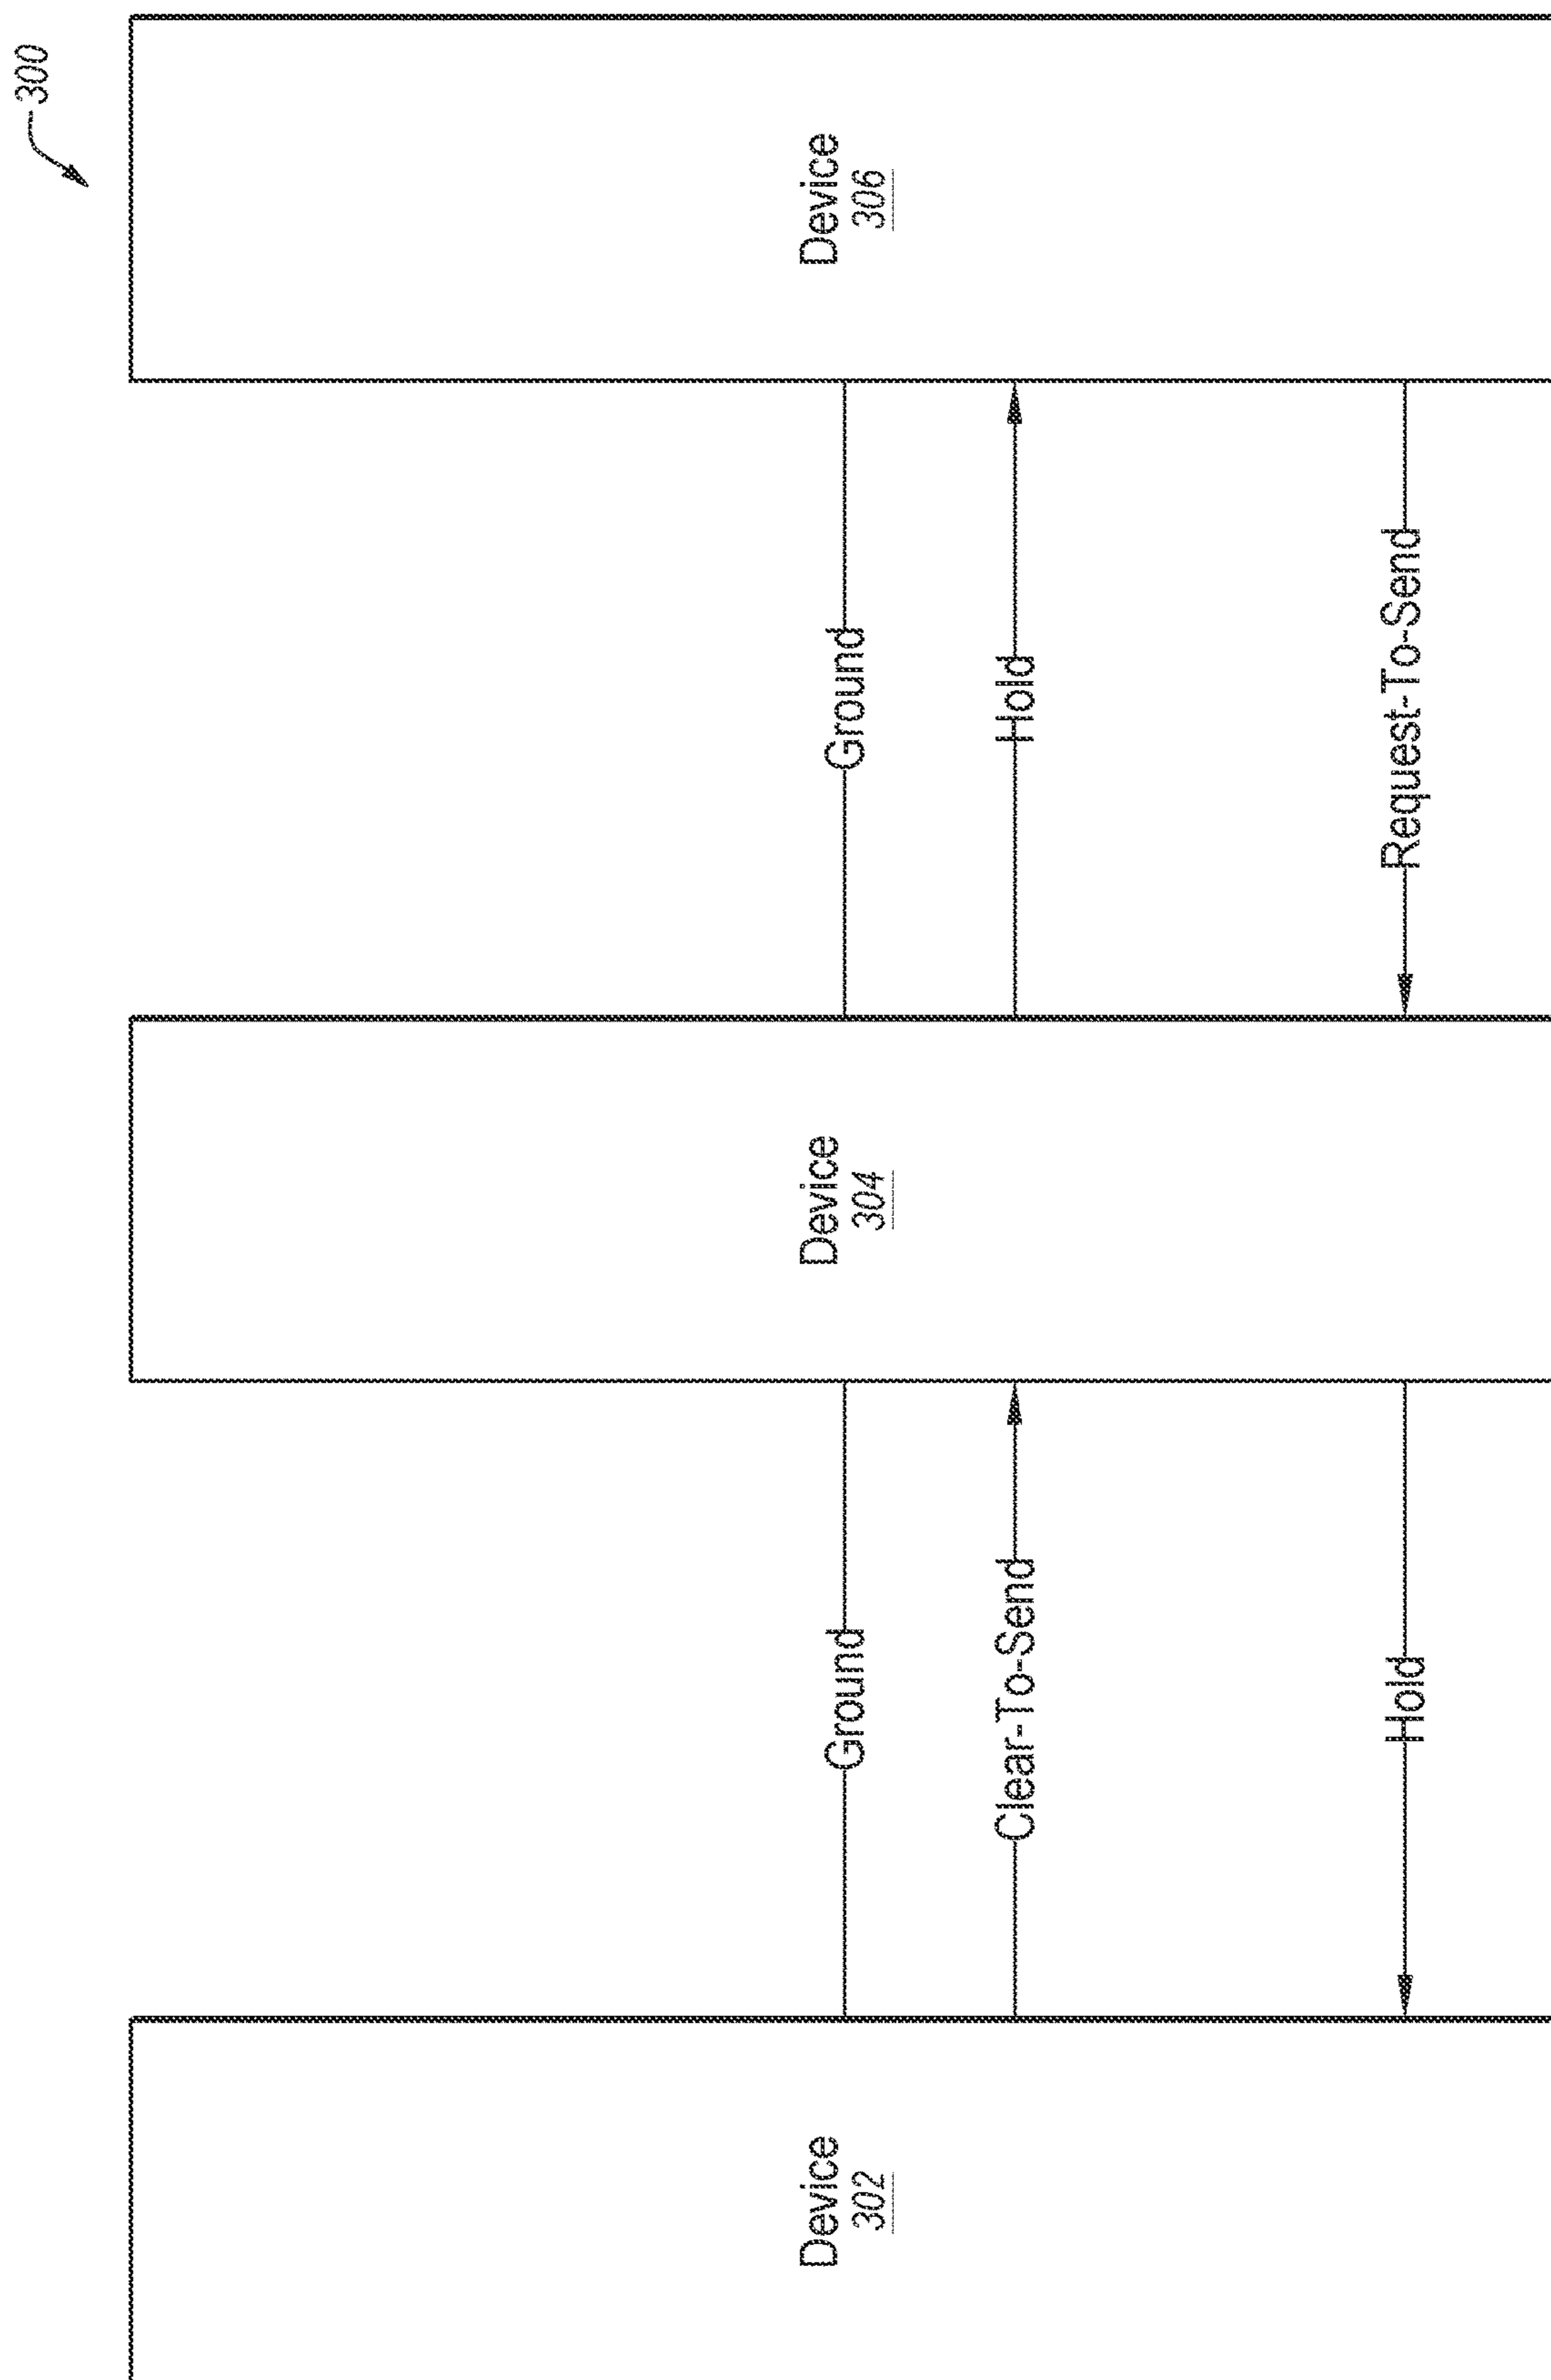 300
Device
302
Ground
Clear-To-Send
Hold
Device
304
Ground
Hold
Request-To-Send
Device
306